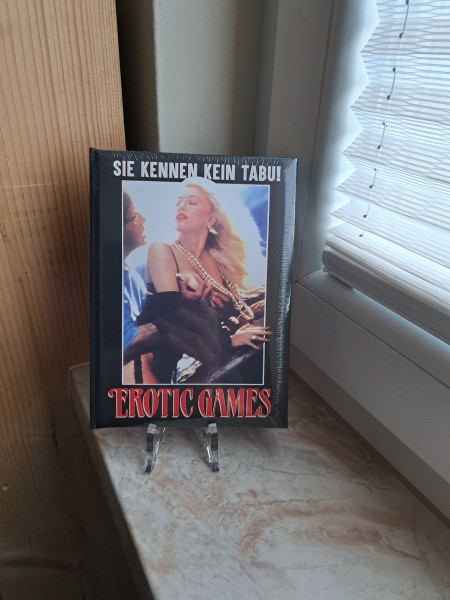 SIE KENNEN KEIN TABU!
EROTIC GAMES